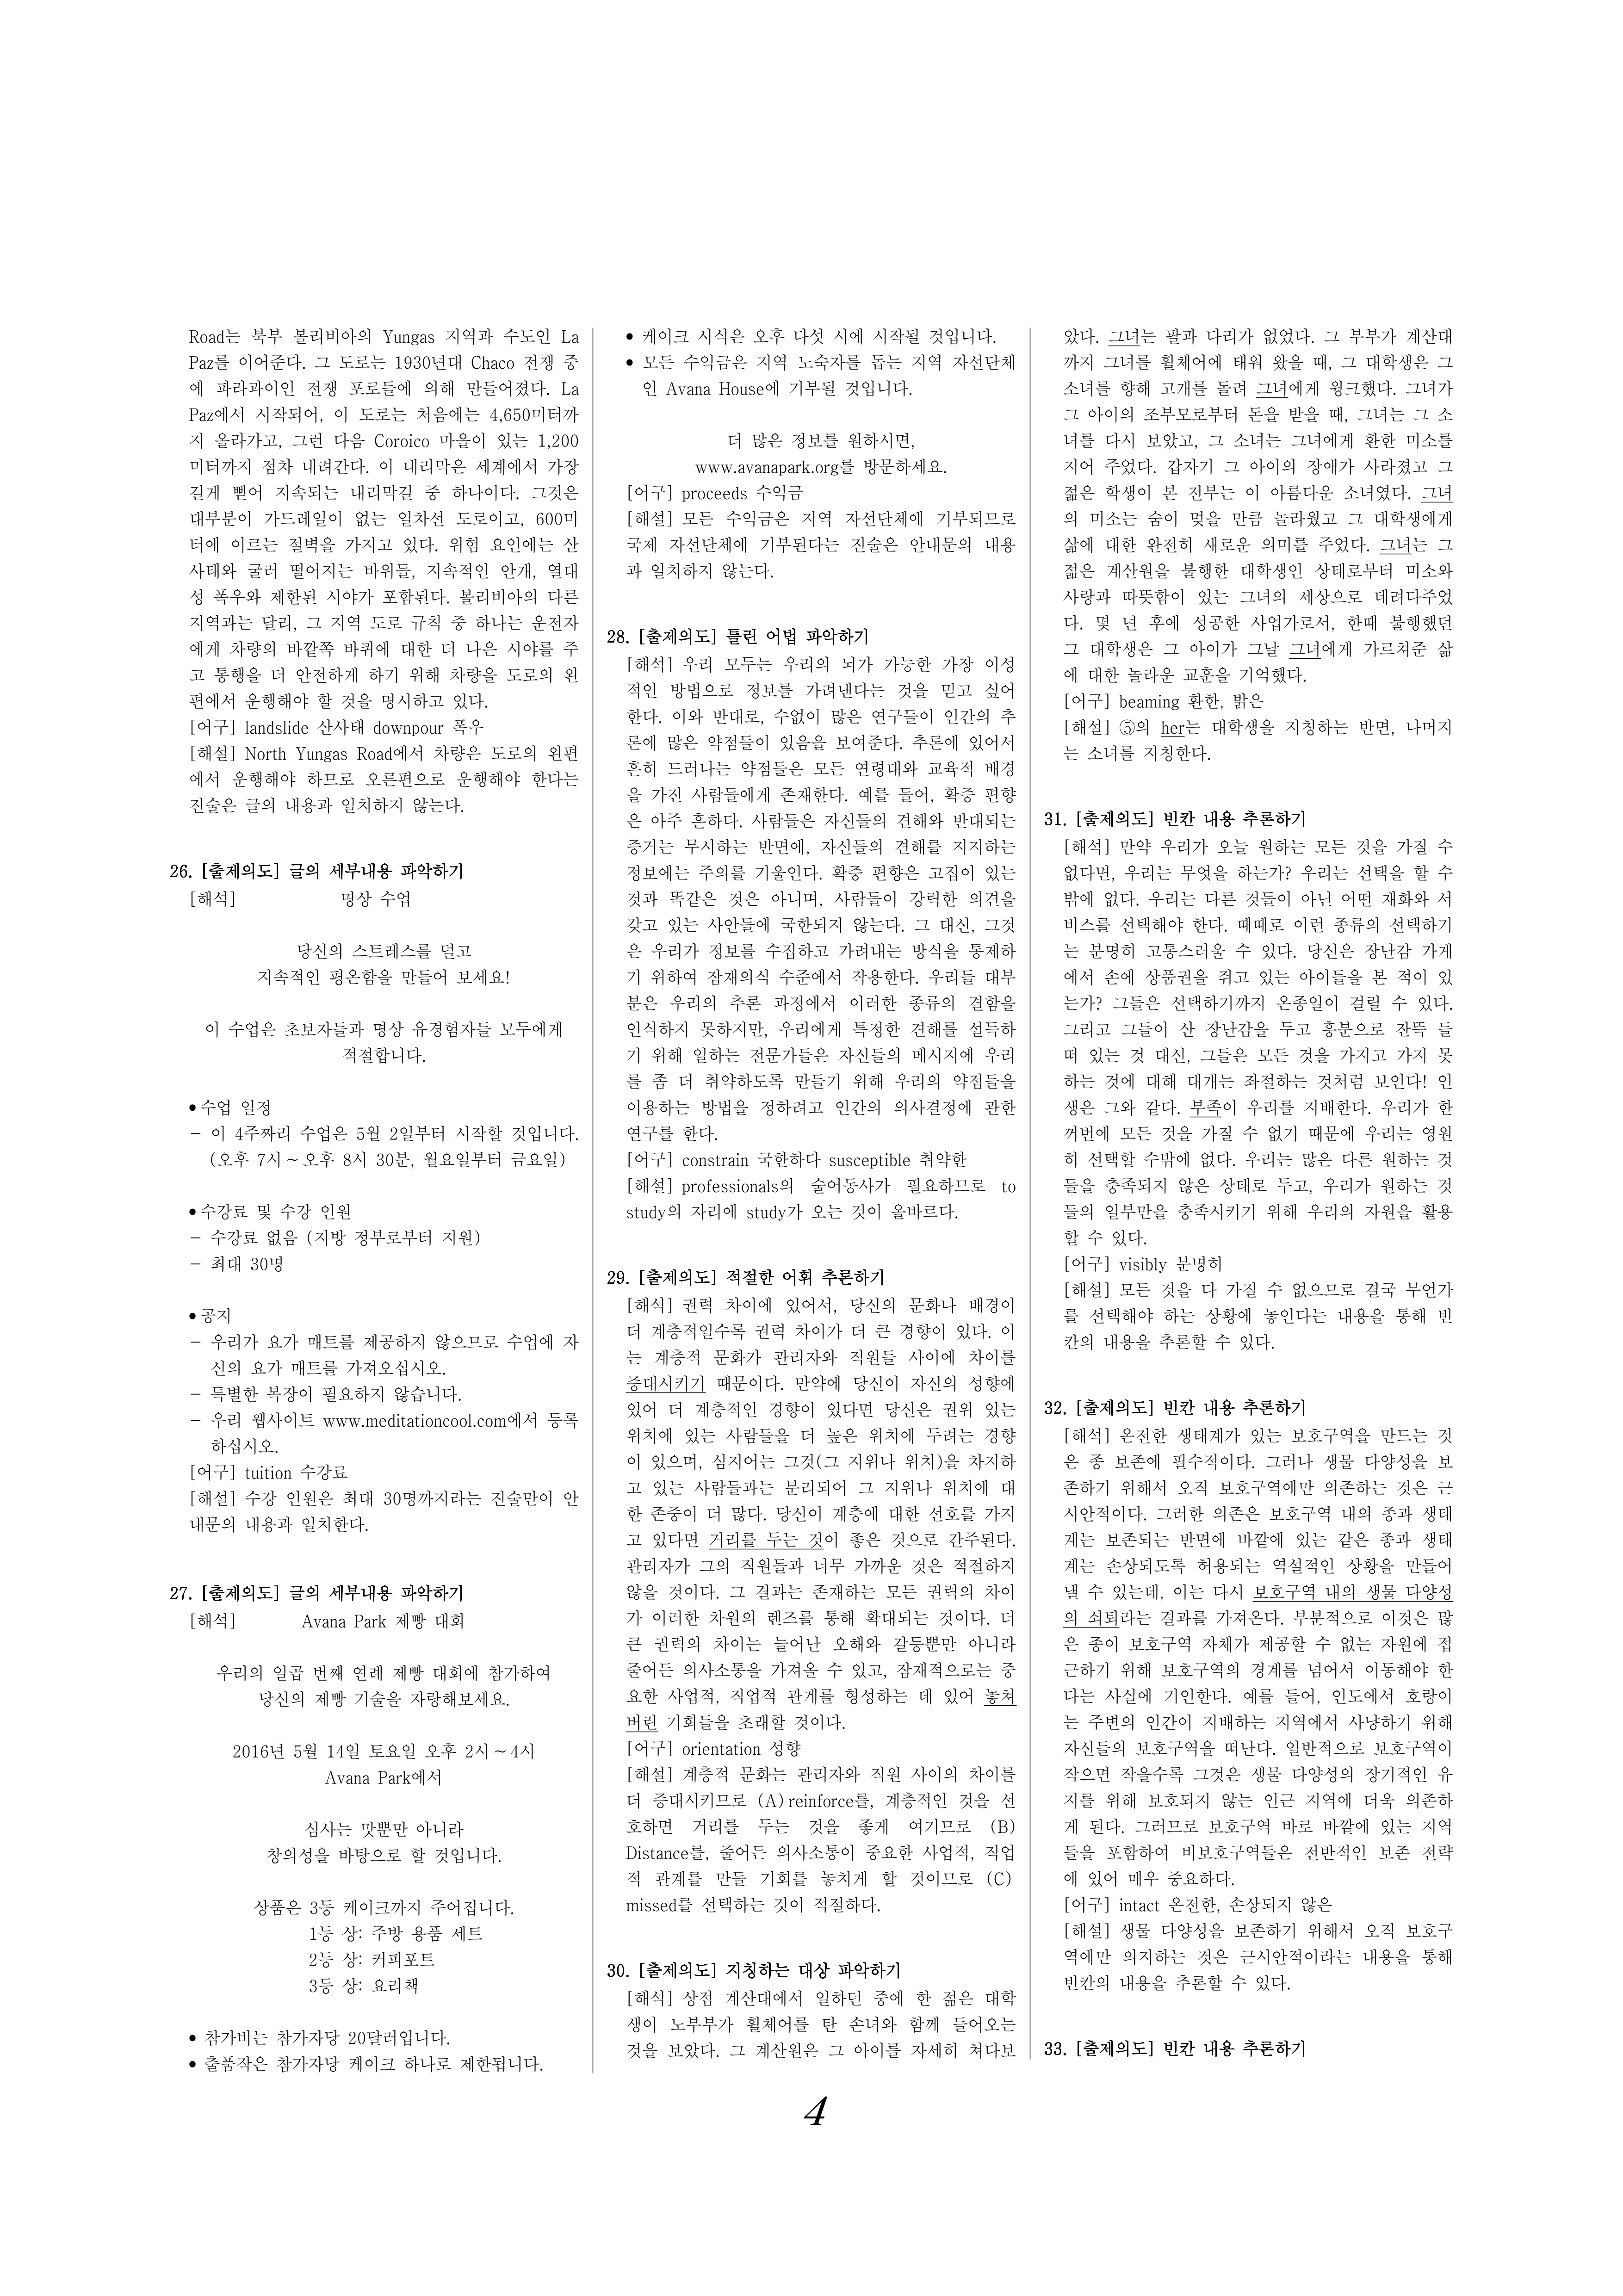 Road는 북부 볼리비아의 Yungas 지역과 수도인 La
Paz를 이어준다. 그 도로는 1930년대 Chaco 전쟁 중
에 파라과이인 전쟁 포로들에 의해 만들어졌다. La
Paz에서 시작되어, 이 도로는 처음에는 4,650미터까
지 올라가고, 그런 다음 Coroico 마을이 있는 1,200
미터까지 점차 내려간다. 이 내리막은 세계에서 가장
길게 뻗어 지속되는 내리막길 중 하나이다. 그것은
대부분이 가드레일이 없는 일차선 도로이고, 600미
터에 이르는 절벽을 가지고 있다. 위험 요인에는 산
사태와 굴러 떨어지는 바위들, 지속적인 안개, 열대
성 폭우와 제한된 시야가 포함된다. 볼리비아의 다른
지역과는 달리, 그 지역 도로 규칙 중 하나는 운전자
에게 차량의 바깥쪽 바퀴에 대한 더 나은 시야를 주
고 통행을 더 안전하게 하기 위해 차량을 도로의 왼
편에서 운행해야 할 것을 명시하고 있다.
[어구] landslide 산사태 downpour 폭우
[해설] North Yungas Road에서 차량은 도로의 왼편
에서 운행해야 하므로 오른편으로 운행해야 한다는
진술은 글의 내용과 일치하지 않는다.
26. [출제의도] 글의 세부내용 파악하기
[해석] 명상 수업
당신의 스트레스를 덜고
지속적인 평온함을 만들어 보세요!
이 수업은 초보자들과 명상 유경험자들 모두에게
적절합니다.
● 수업 일정
- 이 4주짜리 수업은 5월 2일부터 시작할 것입니다.
(오후 7시 ~ 오후 8시 30분, 월요일부터 금요일)
● 수강료 및 수강 인원
- 수강료 없음 (지방 정부로부터 지원)
- 최대 30명
● 공지
- 우리가 요가 매트를 제공하지 않으므로 수업에 자
신의 요가 매트를 가져오십시오.
- 특별한 복장이 필요하지 않습니다.
- 우리 웹사이트 www.meditationcool.com에서 등록
하십시오.
[어구] tuition 수강료
[해설] 수강 인원은 최대 30명까지라는 진술만이 안
내문의 내용과 일치한다.
27. [출제의도] 글의 세부내용 파악하기
[해석] Avana Park 제빵 대회
우리의 일곱 번째 연례 제빵 대회에 참가하여
당신의 제빵 기술을 자랑해보세요.
2016년 5월 14일 토요일 오후 2시 ~ 4시
Avana Park에서
심사는 맛뿐만 아니라
창의성을 바탕으로 할 것입니다.
상품은 3등 케이크까지 주어집니다.
1등 상: 주방 용품 세트
2등 상: 커피포트
3등 상: 요리책
● 참가비는 참가자당 20달러입니다.
● 출품작은 참가자당 케이크 하나로 제한됩니다.
● 케이크 시식은 오후 다섯 시에 시작될 것입니다.
● 모든 수익금은 지역 노숙자를 돕는 지역 자선단체
인 Avana House에 기부될 것입니다.
더 많은 정보를 원하시면,
www.avanapark.org를 방문하세요.
[어구] proceeds 수익금
[해설] 모든 수익금은 지역 자선단체에 기부되므로
국제 자선단체에 기부된다는 진술은 안내문의 내용
과 일치하지 않는다.
28. [출제의도] 틀린 어법 파악하기
[해석] 우리 모두는 우리의 뇌가 가능한 가장 이성
적인 방법으로 정보를 가려낸다는 것을 믿고 싶어
한다. 이와 반대로, 수없이 많은 연구들이 인간의 추
론에 많은 약점들이 있음을 보여준다. 추론에 있어서
흔히 드러나는 약점들은 모든 연령대와 교육적 배경
을 가진 사람들에게 존재한다. 예를 들어, 확증 편향
은 아주 흔하다. 사람들은 자신들의 견해와 반대되는
증거는 무시하는 반면에, 자신들의 견해를 지지하는
정보에는 주의를 기울인다. 확증 편향은 고집이 있는
것과 똑같은 것은 아니며, 사람들이 강력한 의견을
갖고 있는 사안들에 국한되지 않는다. 그 대신, 그것
은 우리가 정보를 수집하고 가려내는 방식을 통제하
기 위하여 잠재의식 수준에서 작용한다. 우리들 대부
분은 우리의 추론 과정에서 이러한 종류의 결함을
인식하지 못하지만, 우리에게 특정한 견해를 설득하
기 위해 일하는 전문가들은 자신들의 메시지에 우리
를 좀 더 취약하도록 만들기 위해 우리의 약점들을
이용하는 방법을 정하려고 인간의 의사결정에 관한
연구를 한다.
[어구] constrain 국한하다 susceptible 취약한
[해설] professionals의 술어동사가 필요하므로 to
study의 자리에 study가 오는 것이 올바르다.
29. [출제의도] 적절한 어휘 추론하기
[해석] 권력 차이에 있어서, 당신의 문화나 배경이
더 계층적일수록 권력 차이가 더 큰 경향이 있다. 이
는 계층적 문화가 관리자와 직원들 사이에 차이를
증대시키기 때문이다. 만약에 당신이 자신의 성향에
있어 더 계층적인 경향이 있다면 당신은 권위 있는
위치에 있는 사람들을 더 높은 위치에 두려는 경향
이 있으며, 심지어는 그것(그 지위나 위치)을 차지하
고 있는 사람들과는 분리되어 그 지위나 위치에 대
한 존중이 더 많다. 당신이 계층에 대한 선호를 가지
고 있다면 거리를 두는 것이 좋은 것으로 간주된다.
관리자가 그의 직원들과 너무 가까운 것은 적절하지
않을 것이다. 그 결과는 존재하는 모든 권력의 차이
가 이러한 차원의 렌즈를 통해 확대되는 것이다. 더
큰 권력의 차이는 늘어난 오해와 갈등뿐만 아니라
줄어든 의사소통을 가져올 수 있고, 잠재적으로는 중
요한 사업적, 직업적 관계를 형성하는 데 있어 놓쳐
버린 기회들을 초래할 것이다.
[어구] orientation 성향
[해설] 계층적 문화는 관리자와 직원 사이의 차이를
더 증대시키므로 (A) reinforce를, 계층적인 것을 선
호하면 거리를 두는 것을 좋게 여기므로 (B)
Distance를, 줄어든 의사소통이 중요한 사업적, 직업
적 관계를 만들 기회를 놓치게 할 것이므로 (C)
missed를 선택하는 것이 적절하다.
30. [출제의도] 지칭하는 대상 파악하기
[해석] 상점 계산대에서 일하던 중에 한 젊은 대학
생이 노부부가 휠체어를 탄 손녀와 함께 들어오는
것을 보았다. 그 계산원은 그 아이를 자세히 쳐다보
았다. 그녀는 팔과 다리가 없었다. 그 부부가 계산대
까지 그녀를 휠체어에 태워 왔을 때, 그 대학생은 그
소녀를 향해 고개를 돌려 그녀에게 윙크했다. 그녀가
그 아이의 조부모로부터 돈을 받을 때, 그녀는 그 소
녀를 다시 보았고, 그 소녀는 그녀에게 환한 미소를
지어 주었다. 갑자기 그 아이의 장애가 사라졌고 그
젊은 학생이 본 전부는 이 아름다운 소녀였다. 그녀
의 미소는 숨이 멎을 만큼 놀라웠고 그 대학생에게
삶에 대한 완전히 새로운 의미를 주었다. 그녀는 그
젊은 계산원을 불행한 대학생인 상태로부터 미소와
사랑과 따뜻함이 있는 그녀의 세상으로 데려다주었
다. 몇 년 후에 성공한 사업가로서, 한때 불행했던
그 대학생은 그 아이가 그날 그녀에게 가르쳐준 삶
에 대한 놀라운 교훈을 기억했다.
[어구] beaming 환한, 밝은
[해설] ⑤의 her는 대학생을 지칭하는 반면, 나머지
는 소녀를 지칭한다.
31. [출제의도] 빈칸 내용 추론하기
[해석] 만약 우리가 오늘 원하는 모든 것을 가질 수
없다면, 우리는 무엇을 하는가? 우리는 선택을 할 수
밖에 없다. 우리는 다른 것들이 아닌 어떤 재화와 서
비스를 선택해야 한다. 때때로 이런 종류의 선택하기
는 분명히 고통스러울 수 있다. 당신은 장난감 가게
에서 손에 상품권을 쥐고 있는 아이들을 본 적이 있
는가? 그들은 선택하기까지 온종일이 걸릴 수 있다.
그리고 그들이 산 장난감을 두고 흥분으로 잔뜩 들
떠 있는 것 대신, 그들은 모든 것을 가지고 가지 못
하는 것에 대해 대개는 좌절하는 것처럼 보인다! 인
생은 그와 같다. 부족이 우리를 지배한다. 우리가 한
꺼번에 모든 것을 가질 수 없기 때문에 우리는 영원
히 선택할 수밖에 없다. 우리는 많은 다른 원하는 것
들을 충족되지 않은 상태로 두고, 우리가 원하는 것
들의 일부만을 충족시키기 위해 우리의 자원을 활용
할 수 있다.
[어구] visibly 분명히
[해설] 모든 것을 다 가질 수 없으므로 결국 무언가
를 선택해야 하는 상황에 놓인다는 내용을 통해 빈
칸의 내용을 추론할 수 있다.
32. [출제의도] 빈칸 내용 추론하기
[해석] 온전한 생태계가 있는 보호구역을 만드는 것
은 종 보존에 필수적이다. 그러나 생물 다양성을 보
존하기 위해서 오직 보호구역에만 의존하는 것은 근
시안적이다. 그러한 의존은 보호구역 내의 종과 생태
계는 보존되는 반면에 바깥에 있는 같은 종과 생태
계는 손상되도록 허용되는 역설적인 상황을 만들어
낼 수 있는데, 이는 다시 보호구역 내의 생물 다양성
의 쇠퇴라는 결과를 가져온다. 부분적으로 이것은 많
은 종이 보호구역 자체가 제공할 수 없는 자원에 접
근하기 위해 보호구역의 경계를 넘어서 이동해야 한
다는 사실에 기인한다. 예를 들어, 인도에서 호랑이
는 주변의 인간이 지배하는 지역에서 사냥하기 위해
자신들의 보호구역을 떠난다. 일반적으로 보호구역이
작으면 작을수록 그것은 생물 다양성의 장기적인 유
지를 위해 보호되지 않는 인근 지역에 더욱 의존하
게 된다. 그러므로 보호구역 바로 바깥에 있는 지역
들을 포함하여 비보호구역들은 전반적인 보존 전략
에 있어 매우 중요하다.
[어구] intact 온전한, 손상되지 않은
[해설] 생물 다양성을 보존하기 위해서 오직 보호구
역에만 의지하는 것은 근시안적이라는 내용을 통해
빈칸의 내용을 추론할 수 있다.
33. [출제의도] 빈칸 내용 추론하기
4